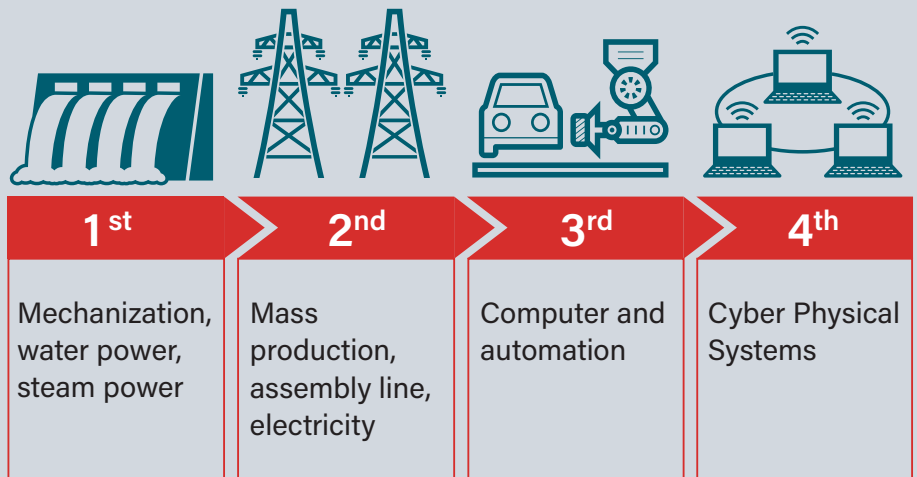 1st
2nd
3rd
4th
Mechanization,
water power,
steam power
Mass
production,
assembly line,
electricity
Computer and
automation
Cyber Physical
Systems